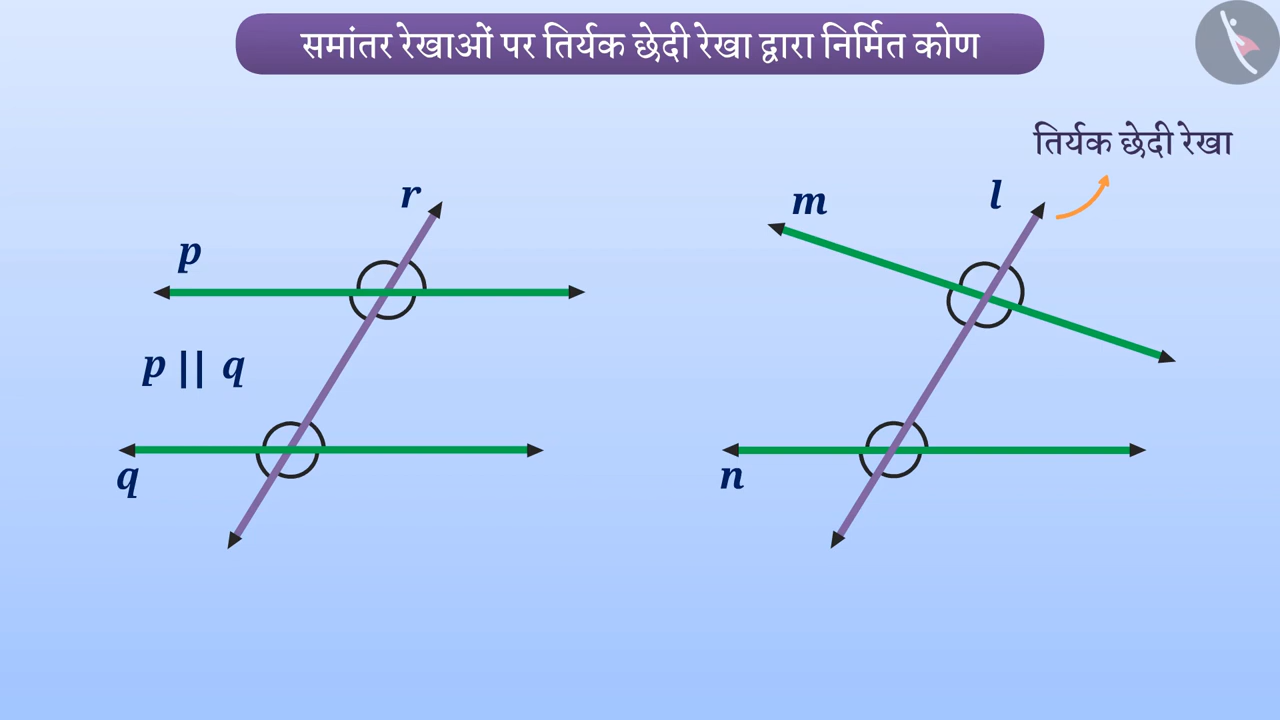 समांतर रेखाओं पर तिर्यक छेदी रेखा द्वारा निर्मित कोण
तिर्यक छेदी रेखा
r
p
p || q
q
m
l
n